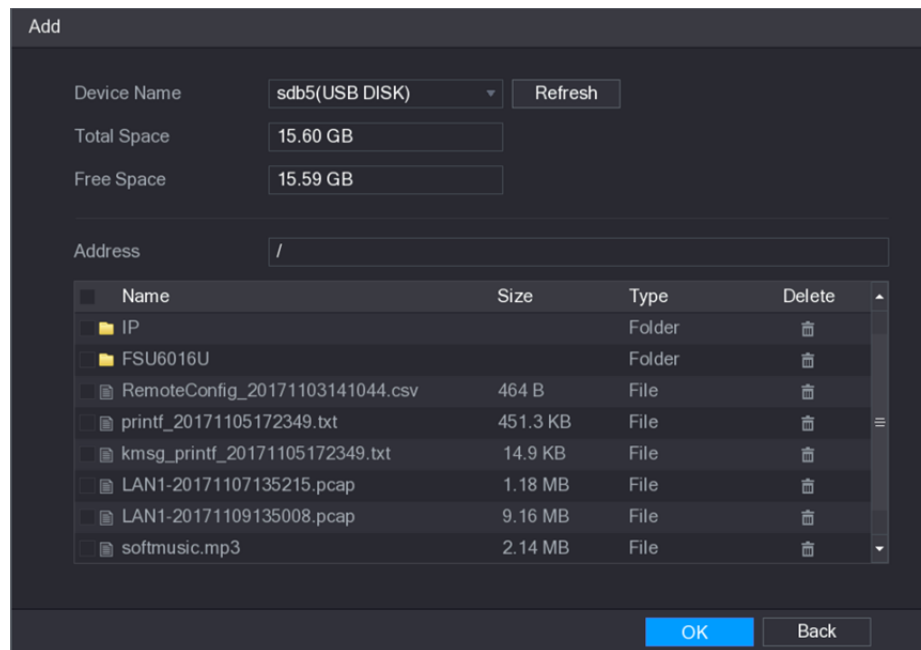 Add
Device Name sdb5(USB DISK) Refresh
Total Space 15.60 GB
Free Space 15.59 GB
Address /
Name Size Type Delete
IP Folder
FSU6016U Folder
RemoteConfig_20171103141044.csv 464 B File
printf_20171105172349.txt 451.3 KB File
kmsg_printf_20171105172349.txt 14.9 KB File
LAN1-20171107135215.pcap 1.18 MB File
LAN1-20171109135008.pcap 9.16 MB File
softmusic.mp3 2.14 MB File
OK Back